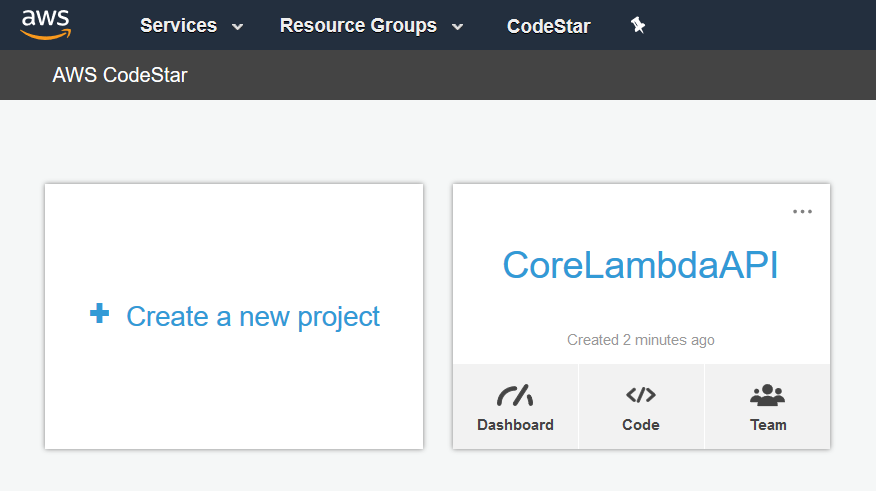 aws
Services
Resource Groups
CodeStar
AWS CodeStar
Create a new project
CoreLambdaAPI
Created 2 minutes ago
Dashboard
Code
Team